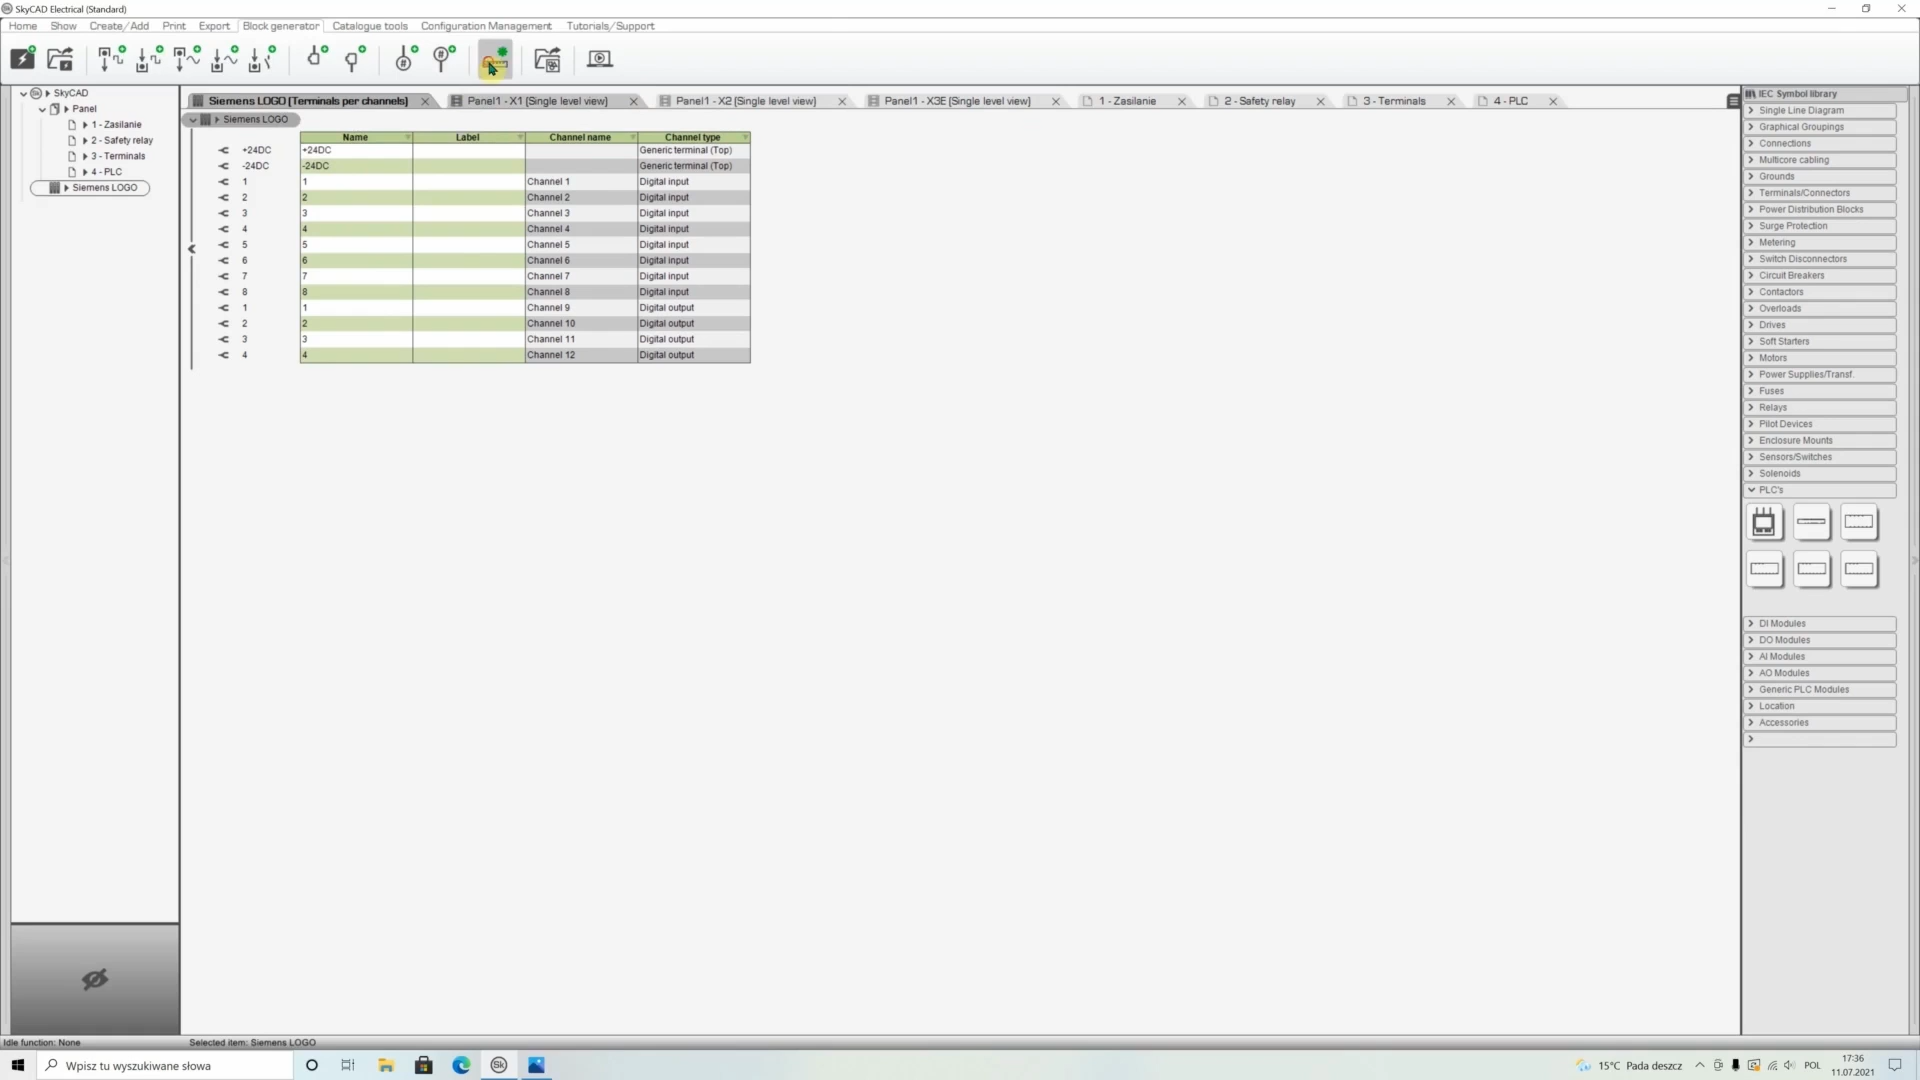 SkyCAD Electrical (Standard)
Home Show Create/Add Print Export Block generator Catalogue tools Configuration Management Tutorials/Support
SkyCAD
Panel
1 - Zasilanie
2 - Safety relay
3 - Terminals
4 - PLC
Siemens LOGO
Siemens LOGO [Terminals per channels] Panel1 - X1 [Single level view] Panel1 - X2 [Single level view] Panel1 - X3E [Single level view] 1 - Zasilanie 2 - Safety relay 3 - Terminals 4 - PLC
Siemens LOGO
Name Label Channel name Channel type
+24DC +24DC Generic terminal (Top)
-24DC -24DC Generic terminal (Top)
1 1 Channel 1 Digital input
2 2 Channel 2 Digital input
3 3 Channel 3 Digital input
4 4 Channel 4 Digital input
5 5 Channel 5 Digital input
6 6 Channel 6 Digital input
7 7 Channel 7 Digital input
8 8 Channel 8 Digital input
1 1 Channel 9 Digital output
2 2 Channel 10 Digital output
3 3 Channel 11 Digital output
4 4 Channel 12 Digital output
IEC Symbol library
Single Line Diagram
Graphical Groupings
Connections
Multicore cabling
Grounds
Terminals/Connectors
Power Distribution Blocks
Surge Protection
Metering
Switch Disconnectors
Circuit Breakers
Contactors
Overloads
Drives
Soft Starters
Motors
Power Supplies/Transf.
Fuses
Relays
Pilot Devices
Enclosure Mounts
Sensors/Switches
Solenoids
PLC's
DI Modules
DO Modules
AI Modules
AO Modules
Generic PLC Modules
Location
Accessories
Idle function: None Selected item: Siemens LOGO
Wpisz tu wyszukiwane słowa
Sk
15°C Pada deszcz
POL
17:36
11.07.2021